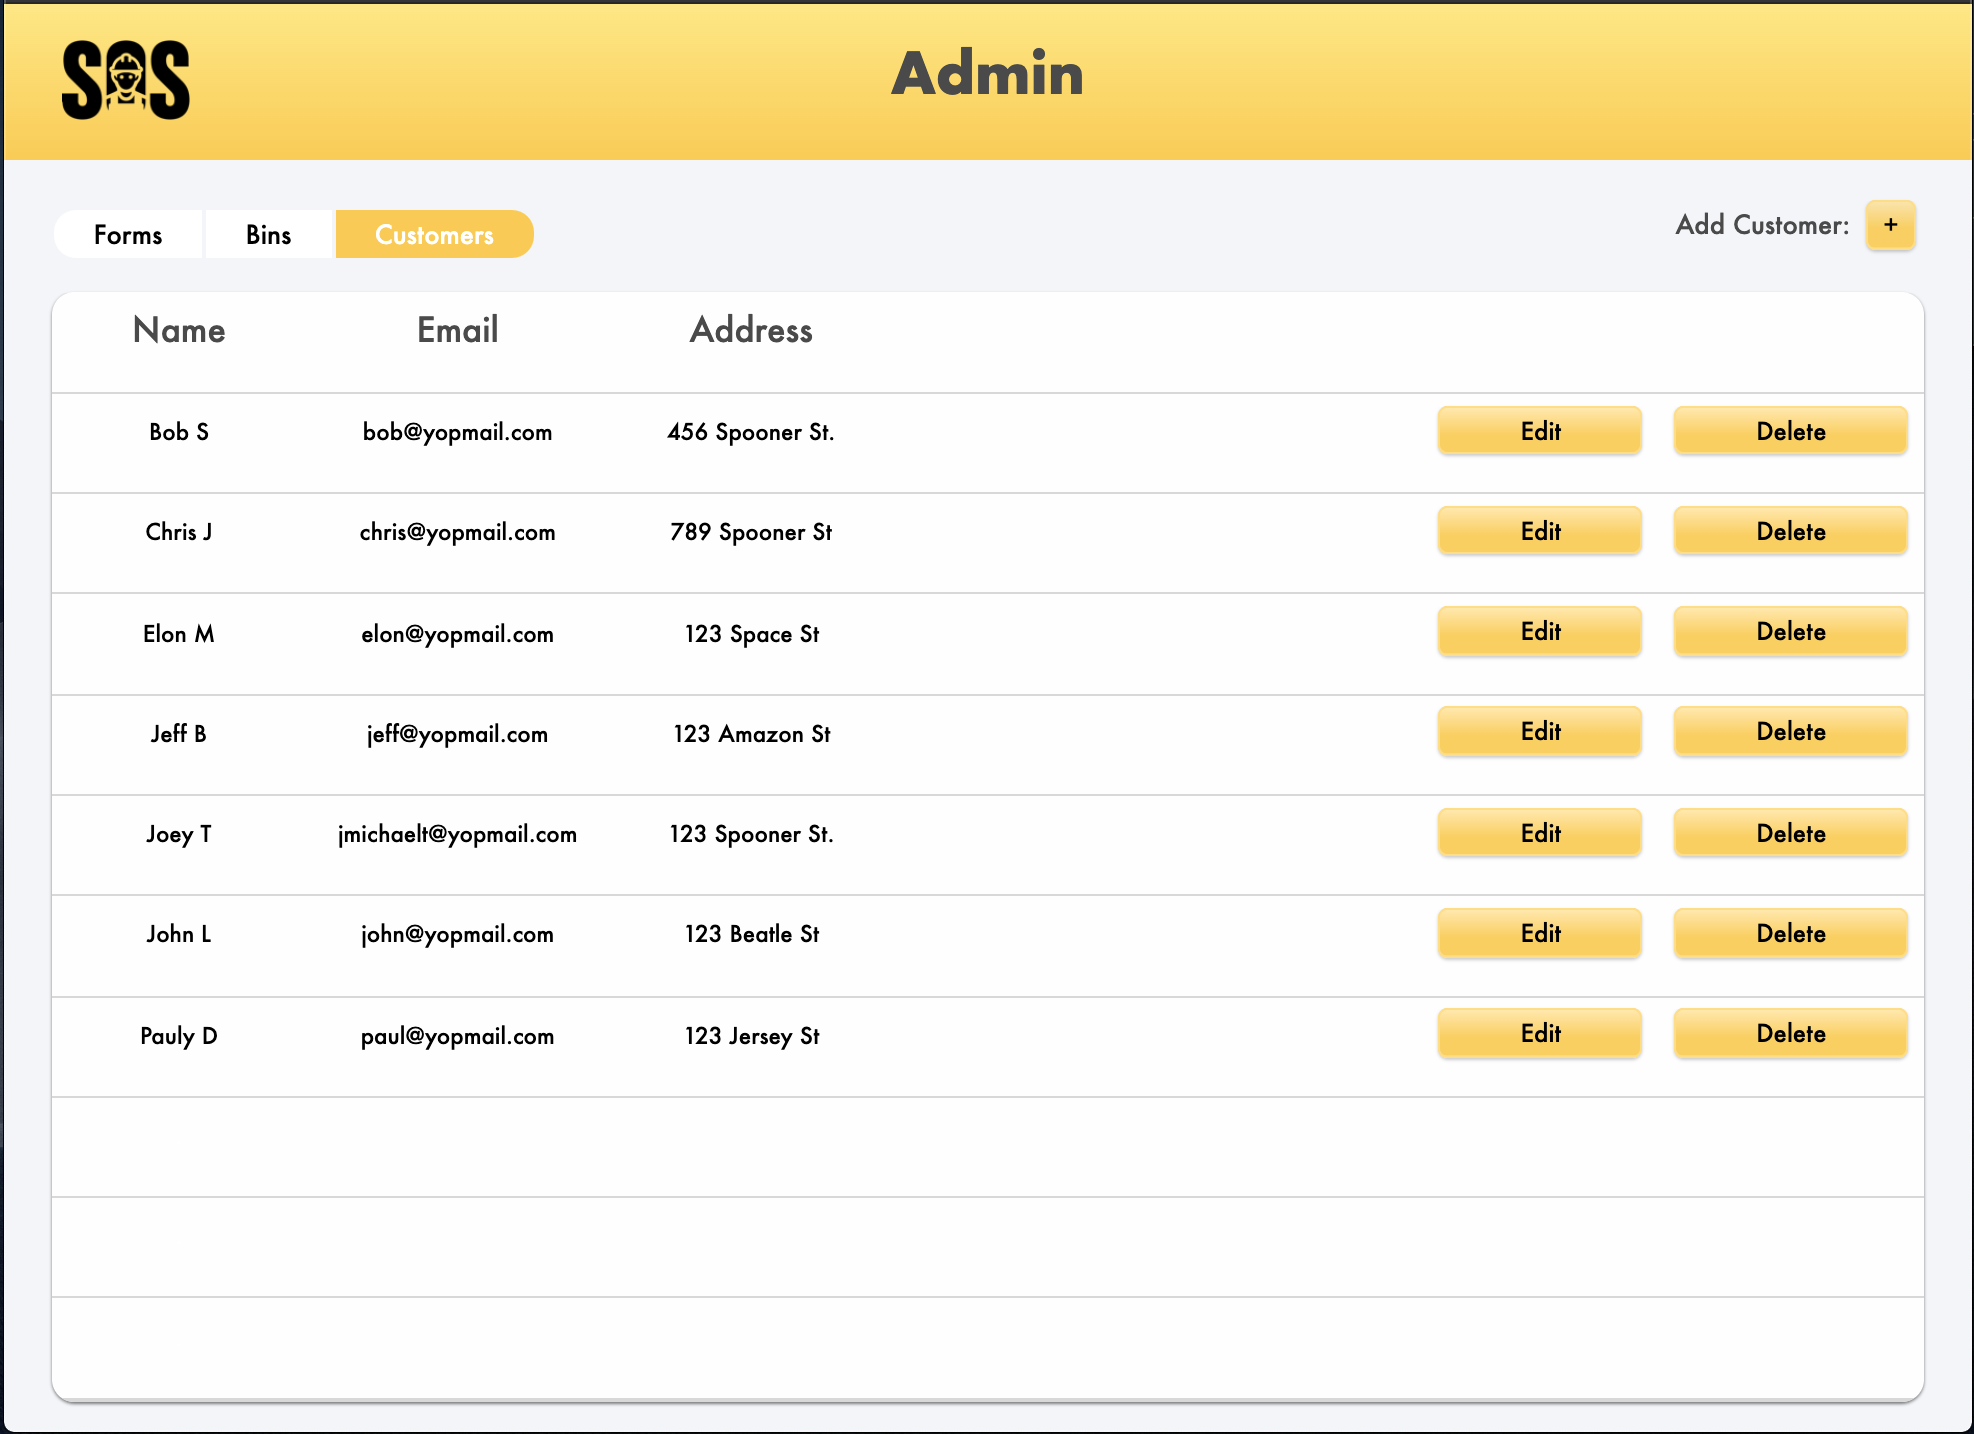 SOS
Admin
Forms Bins Customers Add Customer: +
Name Email Address
Bob S bob@yopmail.com 456 Spooner St. Edit Delete
Chris J chris@yopmail.com 789 Spooner St Edit Delete
Elon M elon@yopmail.com 123 Space St Edit Delete
Jeff B jeff@yopmail.com 123 Amazon St Edit Delete
Joey T jmichaelt@yopmail.com 123 Spooner St. Edit Delete
John L john@yopmail.com 123 Beatle St Edit Delete
Pauly D paul@yopmail.com 123 Jersey St Edit Delete